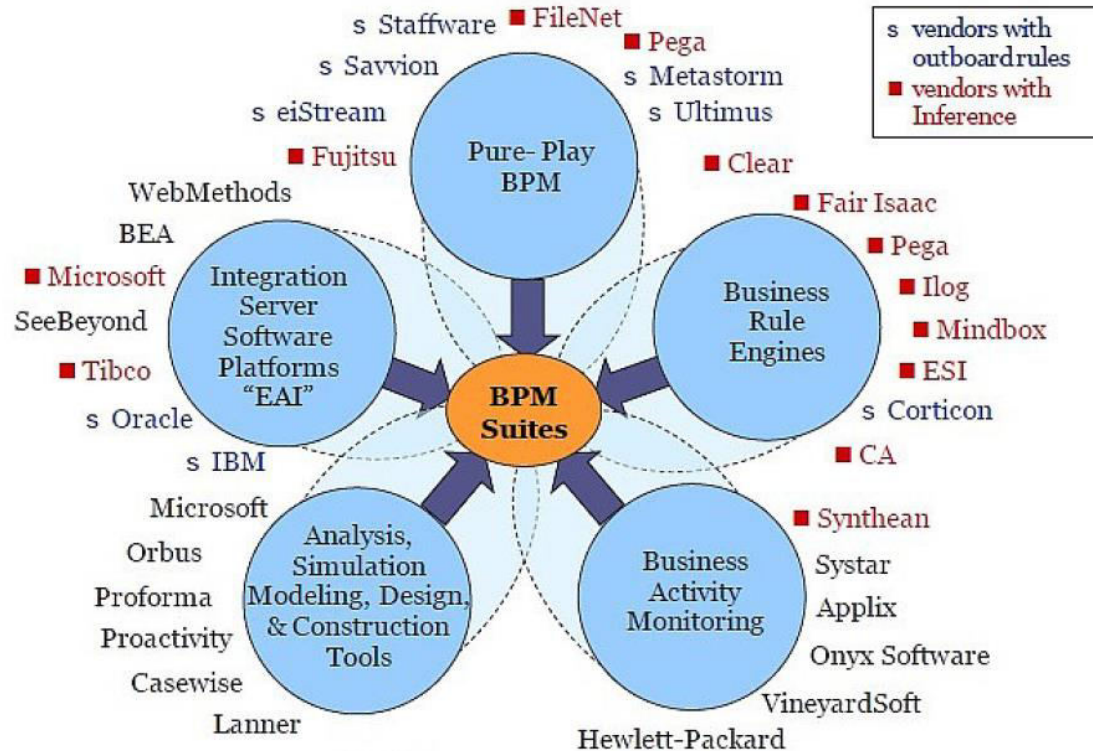 s Staffware
■ FileNet
■ Pega
s Savvion
s Metastorm
s eiStream
s Ultimus
■ Fujitsu
Pure- Play
BPM
s vendors with
outboard rules
■ vendors with
Inference
■ Clear
■ Fair Isaac
■ Pega
■ Ilog
■ Mindbox
■ ESI
s Corticon
■ CA
Business
Rule
Engines
WebMethods
BEA
■ Microsoft
SeeBeyond
■ Tibco
s Oracle
s IBM
Integration
Server
Software
Platforms
“EAI”
BPM
Suites
Microsoft
Orbus
Proforma
Proactivity
Casewise
Lanner
Analysis,
Simulation
Modeling, Design,
& Construction
Tools
Business
Activity
Monitoring
■ Synthean
Systar
Applix
Onyx Software
VineyardSoft
Hewlett-Packard